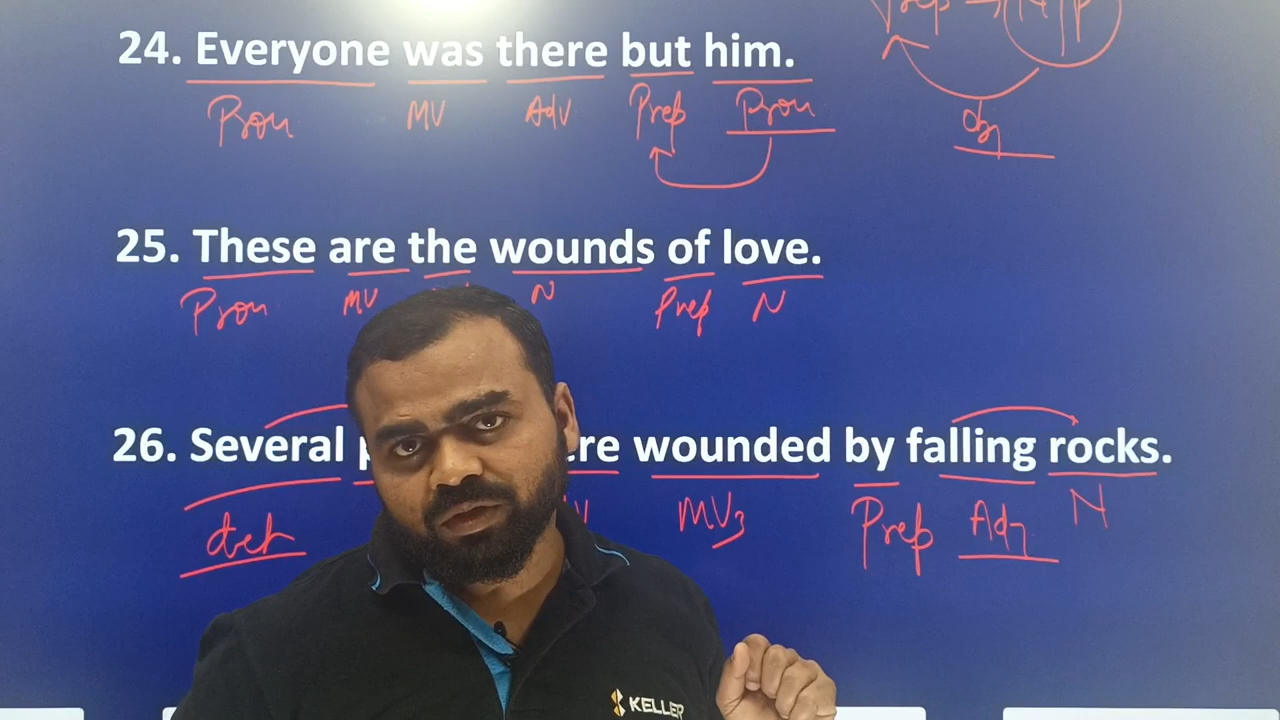 Prep → N/P
obj
24. Everyone was there but him.
Pron MV Adv Prep Pron
25. These are the wounds of love.
Pron MV N Prep N
26. Several wounded by falling rocks.
det MV3 Prep Adj N
KELLER